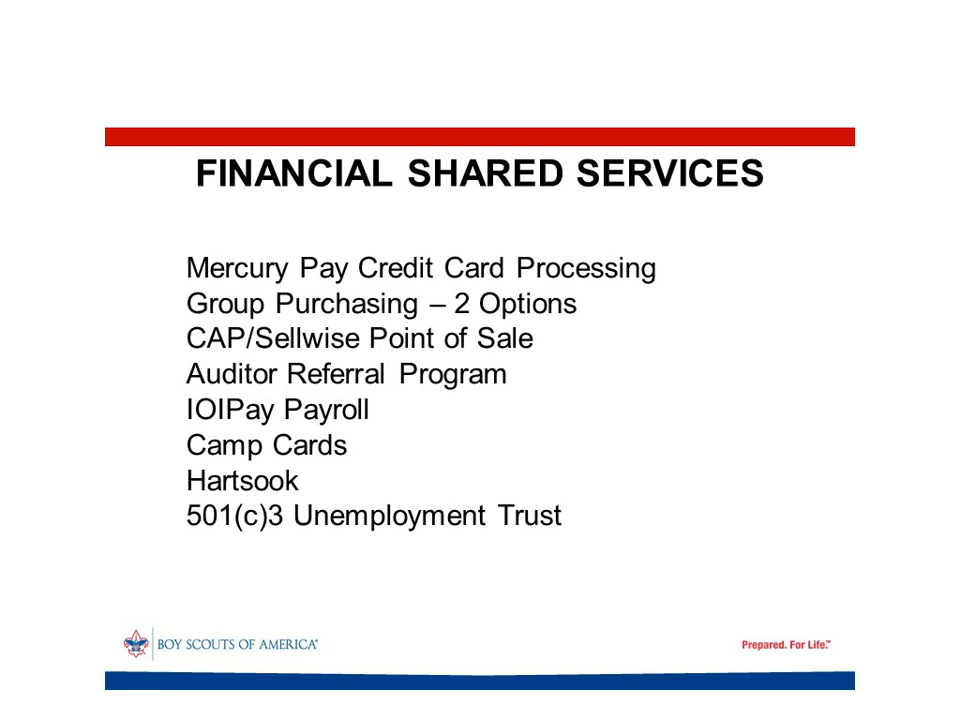 FINANCIAL SHARED SERVICES
Mercury Pay Credit Card Processing
Group Purchasing – 2 Options
CAP/Sellwise Point of Sale
Auditor Referral Program
IOIPay Payroll
Camp Cards
Hartsook
501(c)3 Unemployment Trust
BOY SCOUTS OF AMERICA®
Prepared. For Life.™